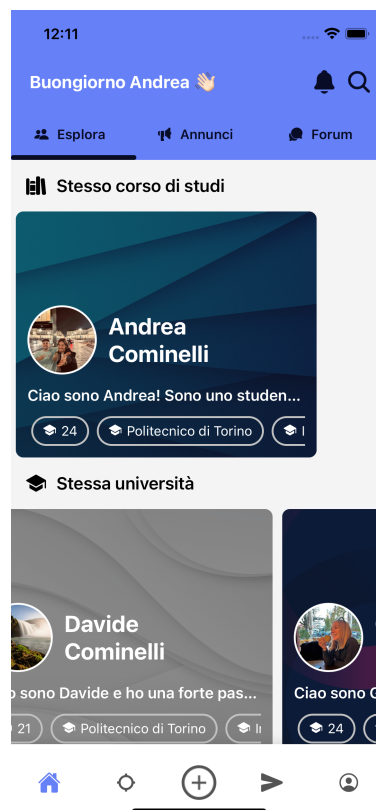 12:11
Buongiorno Andrea 👋🏻
Esplora Annunci Forum
Stesso corso di studi
Andrea
Cominelli
Ciao sono Andrea! Sono uno studen...
24 Politecnico di Torino
Stessa università
Davide
Cominelli
sono Davide e ho una forte pas... Ciao sono
21 Politecnico di Torino 24